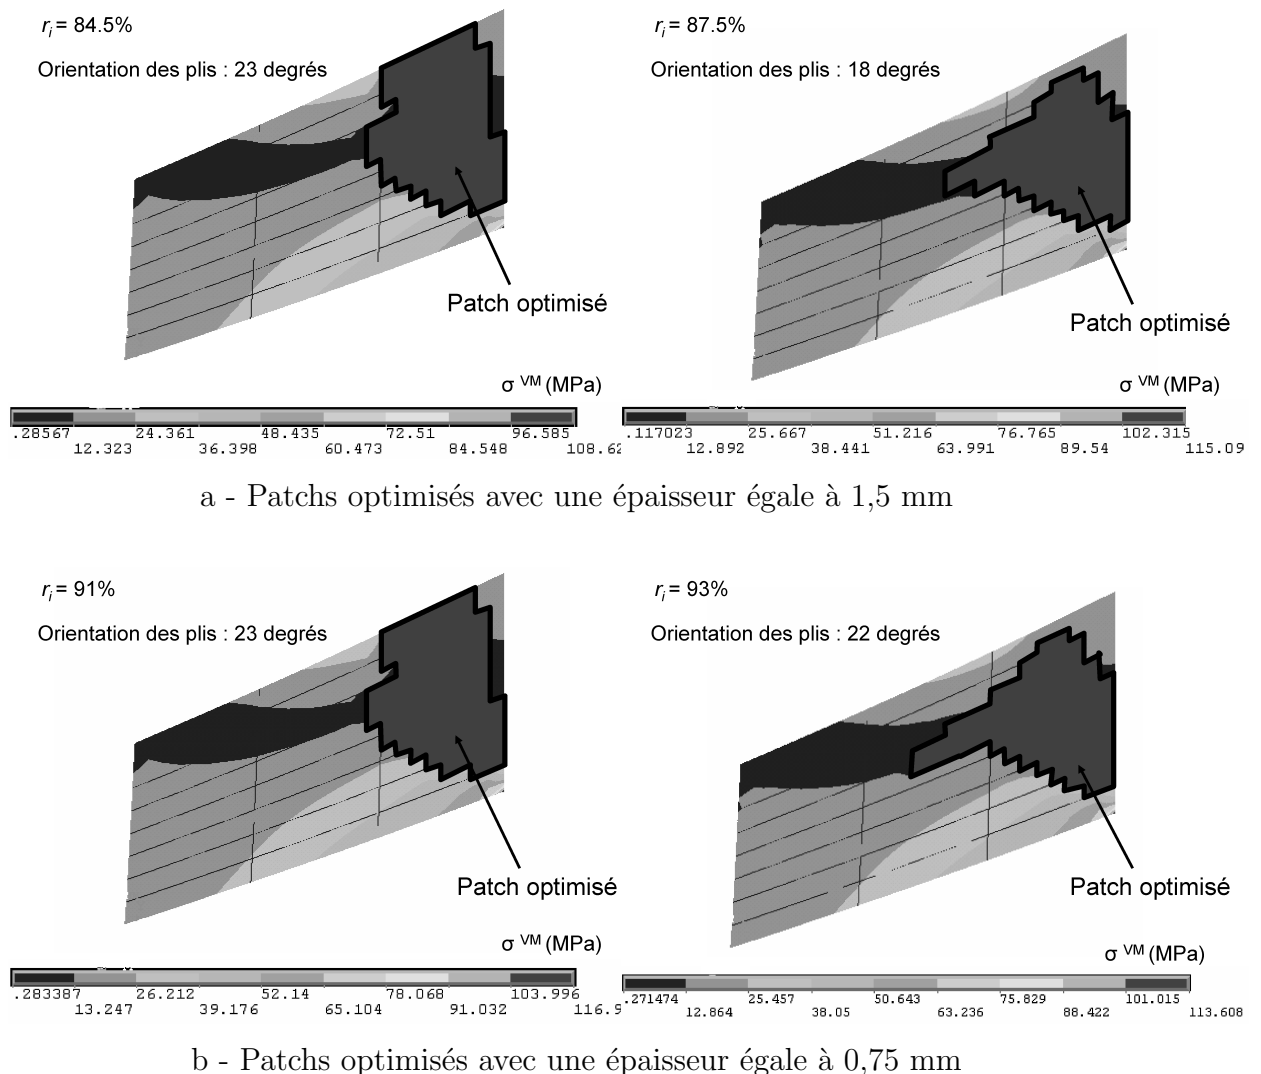 r_i = 84.5%
Orientation des plis : 23 degrés
Patch optimisé
σ VM (MPa)
.28567 24.361 48.435 72.51 96.585
12.323 36.398 60.473 84.548 108.62
r_i = 87.5%
Orientation des plis : 18 degrés
Patch optimisé
σ VM (MPa)
.117023 25.667 51.216 76.765 102.315
12.892 38.441 63.991 89.54 115.09
a - Patchs optimisés avec une épaisseur égale à 1,5 mm
r_i = 91%
Orientation des plis : 23 degrés
Patch optimisé
σ VM (MPa)
.283387 26.212 52.14 78.068 103.996
13.247 39.176 65.104 91.032 116.9
r_i = 93%
Orientation des plis : 22 degrés
Patch optimisé
σ VM (MPa)
.271474 25.457 50.643 75.829 101.015
12.864 38.05 63.236 88.422 113.608
b - Patchs optimisés avec une épaisseur égale à 0,75 mm